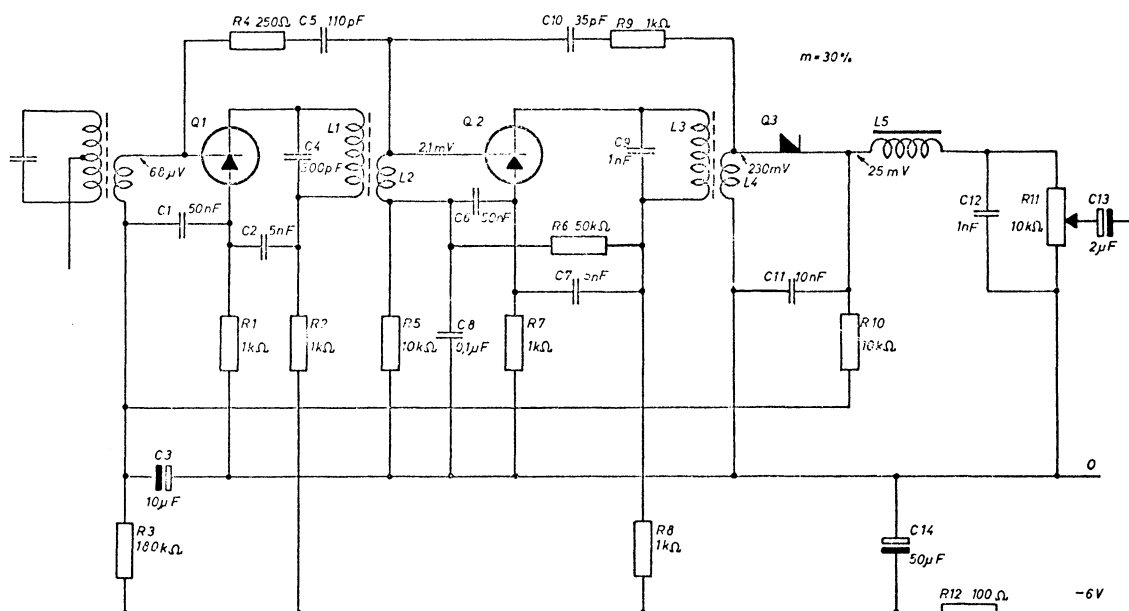 R4 250Ω
C5 110pF
C10 35pF
R9 1kΩ
m = 30%
Q1
L1
Q2
L3
Q3
L5
C4
C9
1nF
68μV
2,1mV
230mV
25mV
L2
L4
C1 50nF
C6
C2 5nF
R6 50kΩ
C12
1nF
R11
10kΩ
C13
2μF
C7
C11 10nF
R1
1kΩ
1kΩ
R5
10kΩ
C8
0,1μF
R7
1kΩ
R10
10kΩ
C3
10μF
0
R3
180kΩ
R8
1kΩ
C14
50μF
R12 100Ω
-6V